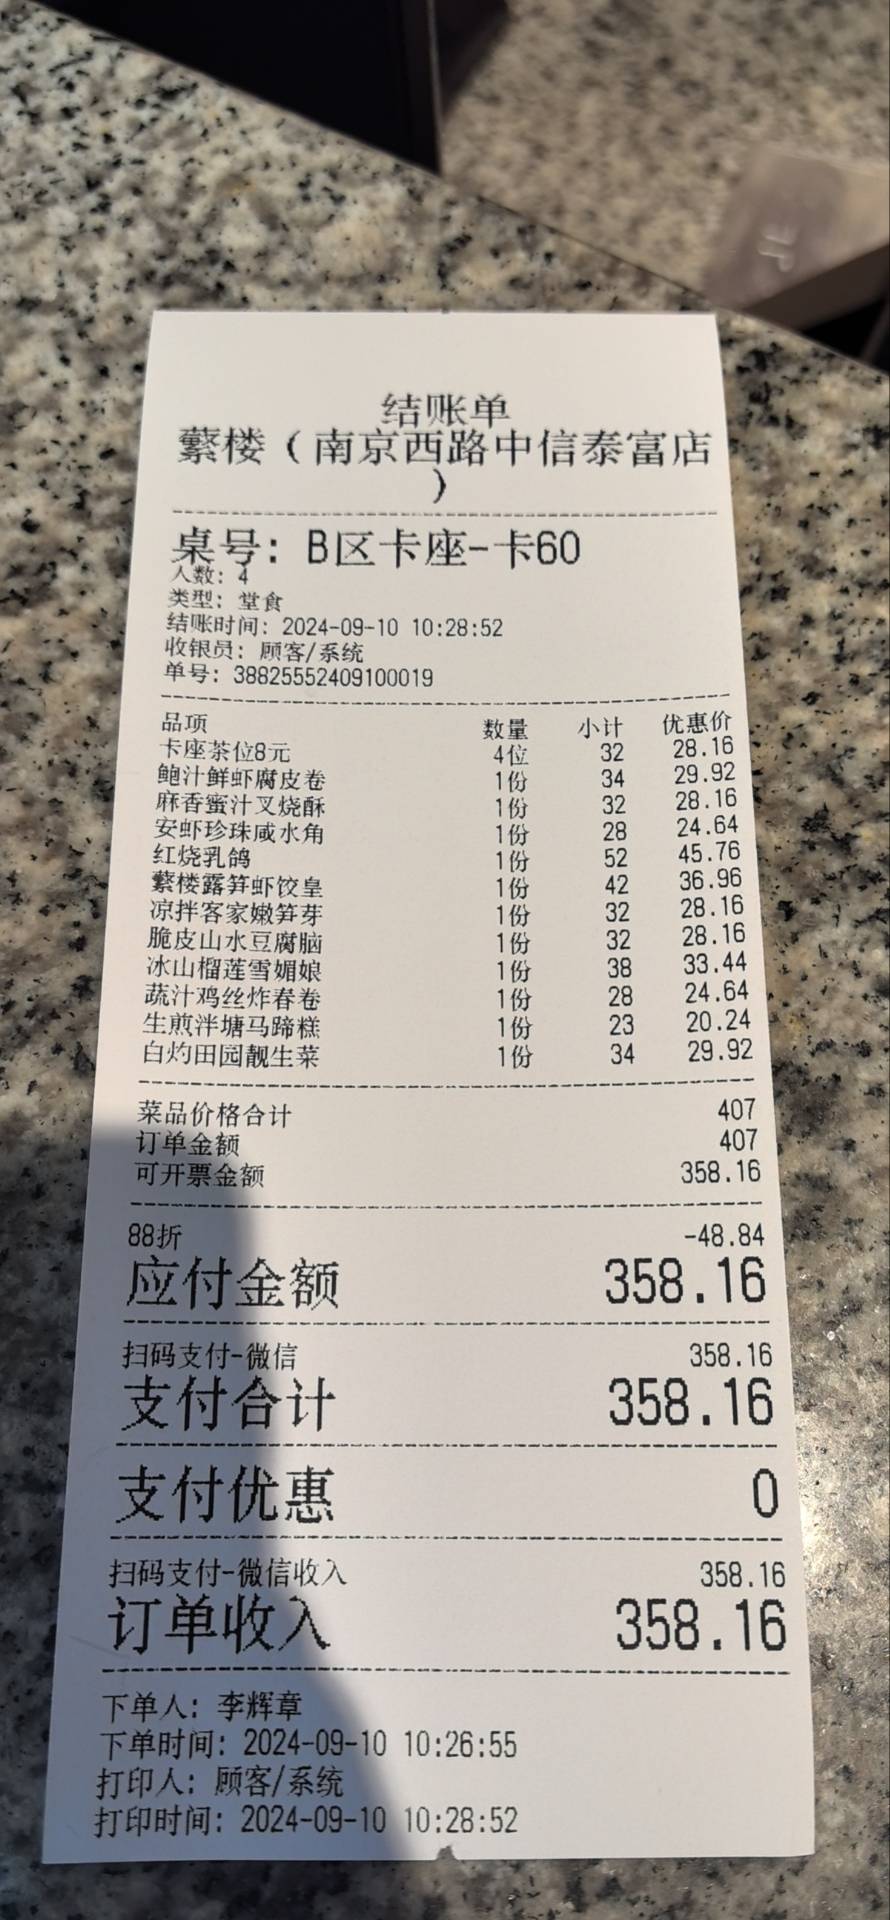 结账单
蘩楼（南京西路中信泰富店
）
桌号：B区卡座-卡60
人数：4
类型：堂食
结账时间：2024-09-10 10:28:52
收银员：顾客/系统
单号：388255552409100019
品项 数量 小计 优惠价
卡座茶位8元 4位 32 28.16
鲍汁鲜虾腐皮卷 1份 34 29.92
麻香蜜汁叉烧酥 1份 32 28.16
安虾珍珠咸水角 1份 28 24.64
红烧乳鸽 1份 52 45.76
蘩楼露笋虾饺皇 1份 42 36.96
凉拌客家嫩笋芽 1份 32 28.16
脆皮山水豆腐脑 1份 32 28.16
冰山榴莲雪媚娘 1份 38 33.44
蔬汁鸡丝炸春卷 1份 28 24.64
生煎泮塘马蹄糕 1份 23 20.24
白灼田园靓生菜 1份 34 29.92
菜品价格合计 407
订单金额 407
可开票金额 358.16
88折 -48.84
应付金额 358.16
扫码支付-微信 358.16
支付合计 358.16
支付优惠 0
扫码支付-微信收入 358.16
订单收入 358.16
下单人：李辉章
下单时间：2024-09-10 10:26:55
打印人：顾客/系统
打印时间：2024-09-10 10:28:52